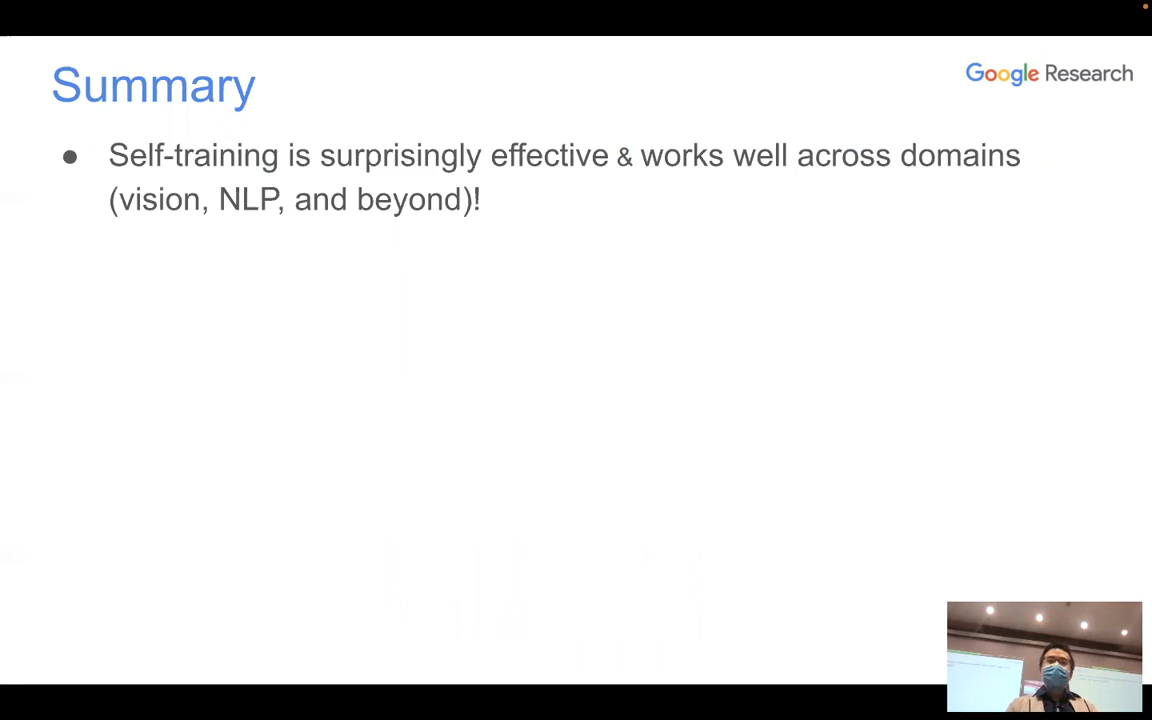 Summary
Google Research
● Self-training is surprisingly effective & works well across domains
(vision, NLP, and beyond)!